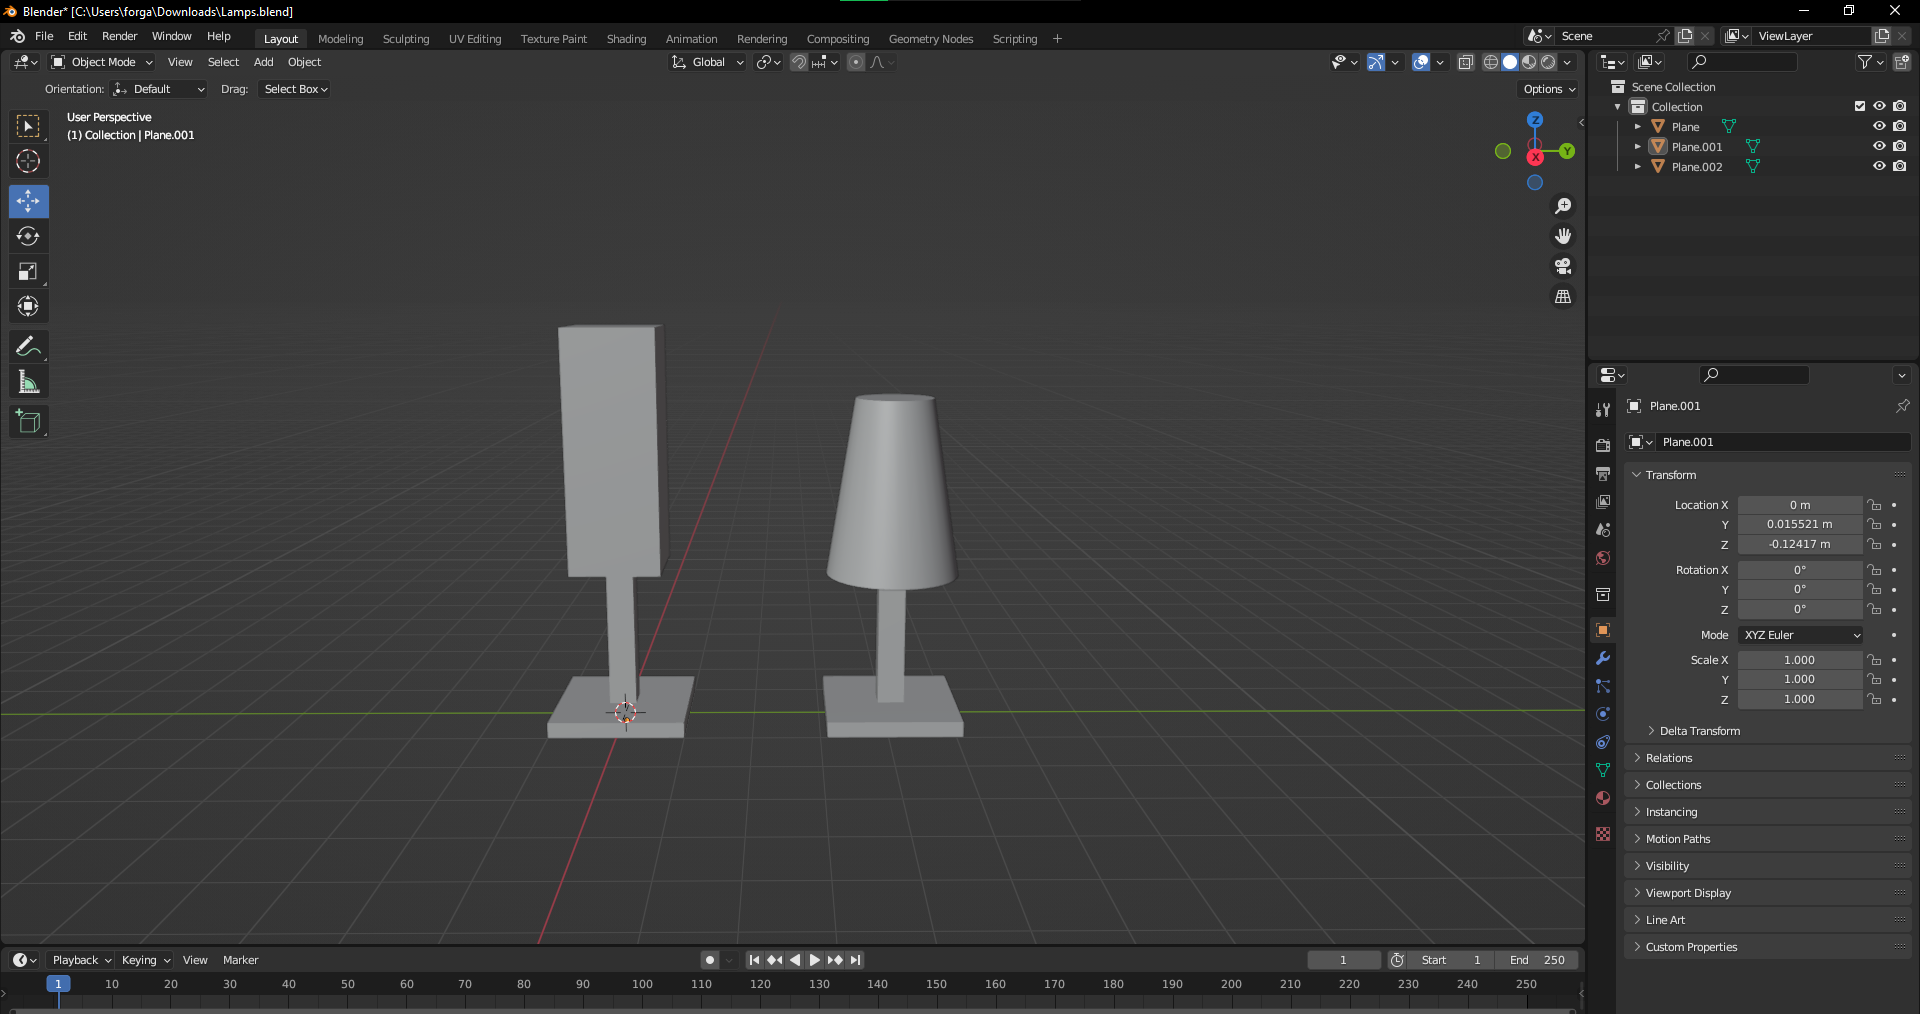 Blender* [C:\Users\forga\Downloads\Lamps.blend]
File Edit Render Window Help Layout Modeling Sculpting UV Editing Texture Paint Shading Animation Rendering Compositing Geometry Nodes Scripting + Scene ViewLayer
Object Mode View Select Add Object Global
Orientation: Default Drag: Select Box Options
User Perspective
(1) Collection | Plane.001
Z
Y
X
Scene Collection
Collection
Plane
Plane.001
Plane.002
Plane.001
Plane.001
Transform
Location X 0 m
Y 0.015521 m
Z -0.12417 m
Rotation X 0°
Y 0°
Z 0°
Mode XYZ Euler
Scale X 1.000
Y 1.000
Z 1.000
Delta Transform
Relations
Collections
Instancing
Motion Paths
Visibility
Viewport Display
Line Art
Custom Properties
Playback Keying View Marker 1 Start 1 End 250
1 10 20 30 40 50 60 70 80 90 100 110 120 130 140 150 160 170 180 190 200 210 220 230 240 250